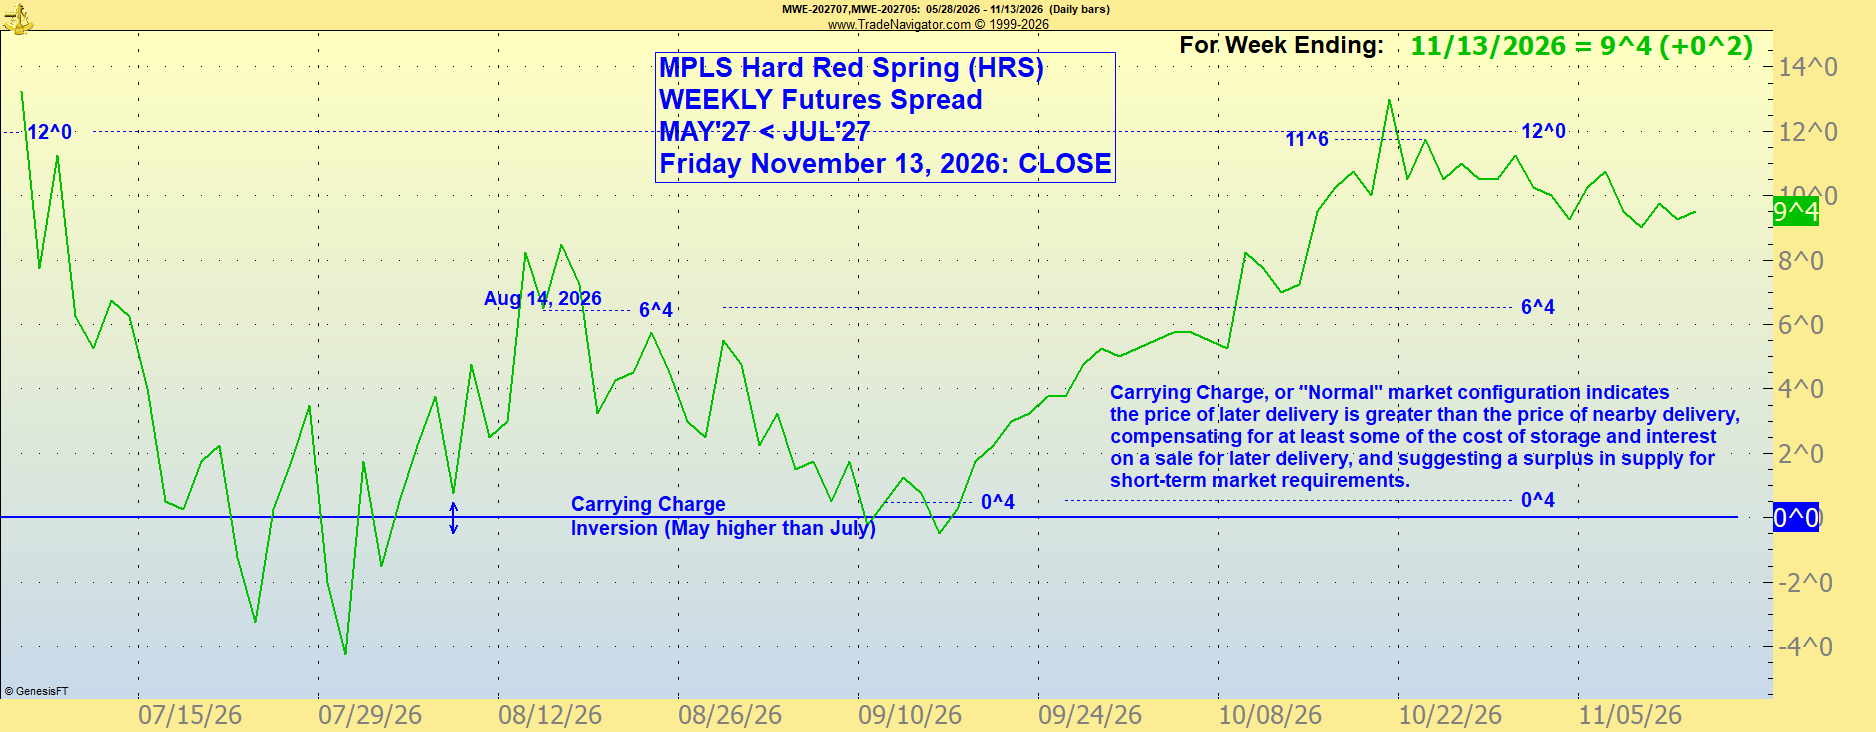 MWE-202707,MWE-202705: 05/28/2026 - 11/13/2026 (Daily bars)
www.TradeNavigator.com © 1999-2026
For Week Ending: 11/13/2026 = 9^4 (+0^2)
MPLS Hard Red Spring (HRS)
WEEKLY Futures Spread
MAY'27 < JUL'27
Friday November 13, 2026: CLOSE
14^0
12^0
11^6
12^0
12^0
10^0
9^4
8^0
Aug 14, 2026
6^4
6^4
6^0
4^0
Carrying Charge, or "Normal" market configuration indicates
the price of later delivery is greater than the price of nearby delivery,
compensating for at least some of the cost of storage and interest
on a sale for later delivery, and suggesting a surplus in supply for
short-term market requirements.
2^0
Carrying Charge
0^4
0^4
0^0
Inversion (May higher than July)
-2^0
-4^0
© GenesisFT
07/15/26 07/29/26 08/12/26 08/26/26 09/10/26 09/24/26 10/08/26 10/22/26 11/05/26